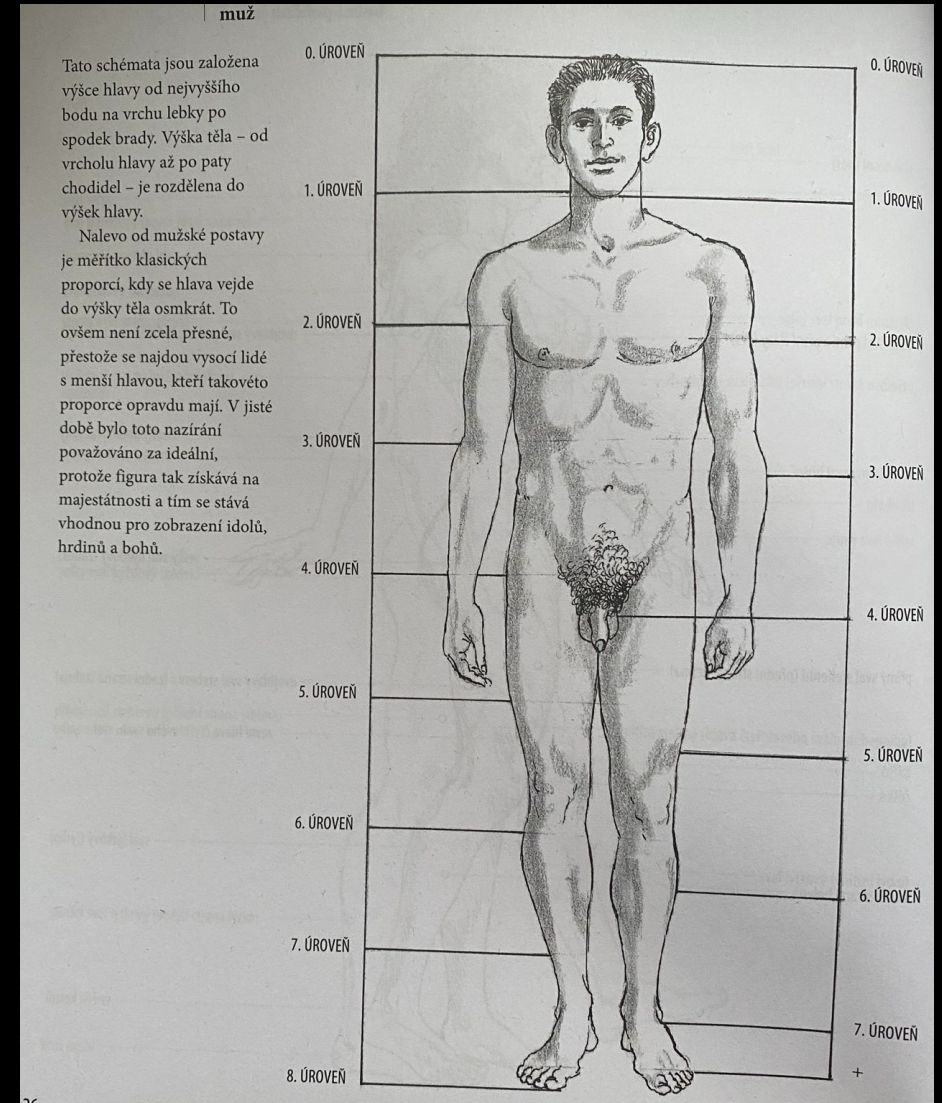 muž
Tato schémata jsou založena
výšce hlavy od nejvyššího
bodu na vrchu lebky po
spodek brady. Výška těla – od
vrcholu hlavy až po paty
chodidel – je rozdělena do
výšek hlavy.
Nalevo od mužské postavy
je měřítko klasických
proporcí, kdy se hlava vejde
do výšky těla osmkrát. To
ovšem není zcela přesné,
přestože se najdou vysocí lidé
s menší hlavou, kteří takovéto
proporce opravdu mají. V jisté
době bylo toto nazírání
považováno za ideální,
protože figura tak získává na
majestátnosti a tím se stává
vhodnou pro zobrazení idolů,
hrdinů a bohů.
0. ÚROVEŇ
1. ÚROVEŇ
2. ÚROVEŇ
3. ÚROVEŇ
4. ÚROVEŇ
5. ÚROVEŇ
6. ÚROVEŇ
7. ÚROVEŇ
8. ÚROVEŇ
0. ÚROVEŇ
1. ÚROVEŇ
2. ÚROVEŇ
3. ÚROVEŇ
4. ÚROVEŇ
5. ÚROVEŇ
6. ÚROVEŇ
7. ÚROVEŇ
+